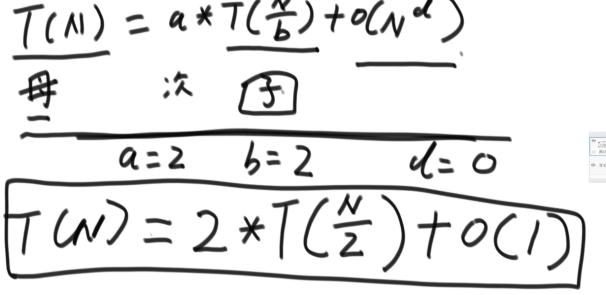 T(N) = a * T(N/b) + O(N^d)
母 次 子
a=2 b=2 d=0
T(N) = 2 * T(N/2) + O(1)